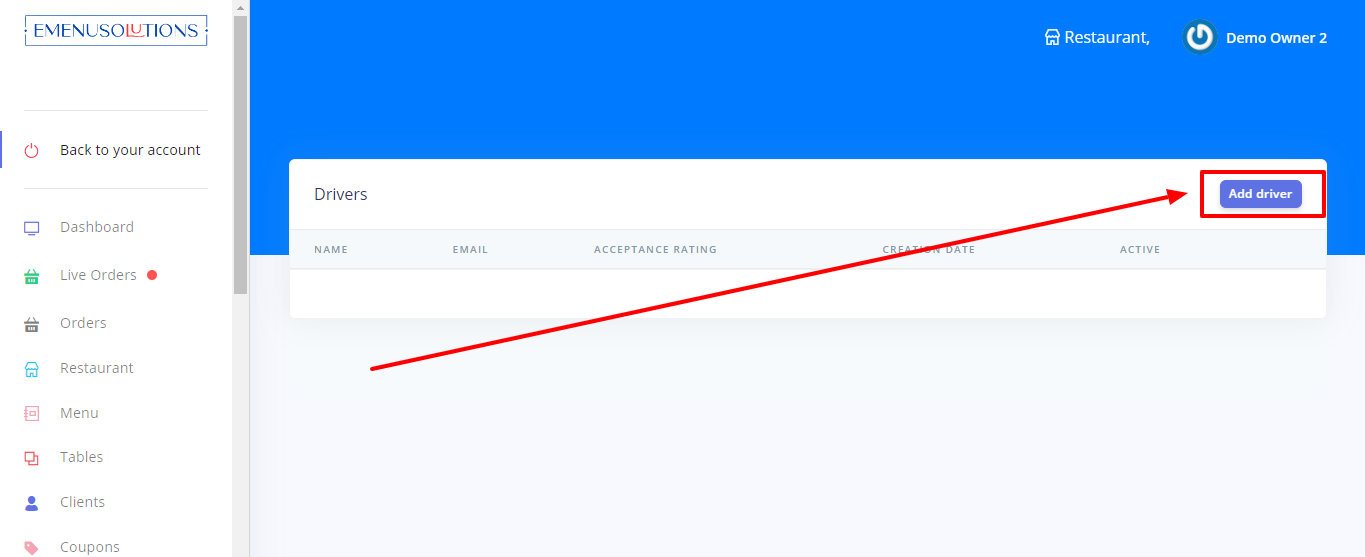 EMENUSOLUTIONS
Restaurant,
Demo Owner 2
Back to your account
Dashboard
Live Orders
Orders
Restaurant
Menu
Tables
Clients
Coupons
Drivers
Add driver
NAME EMAIL ACCEPTANCE RATING CREATION DATE ACTIVE